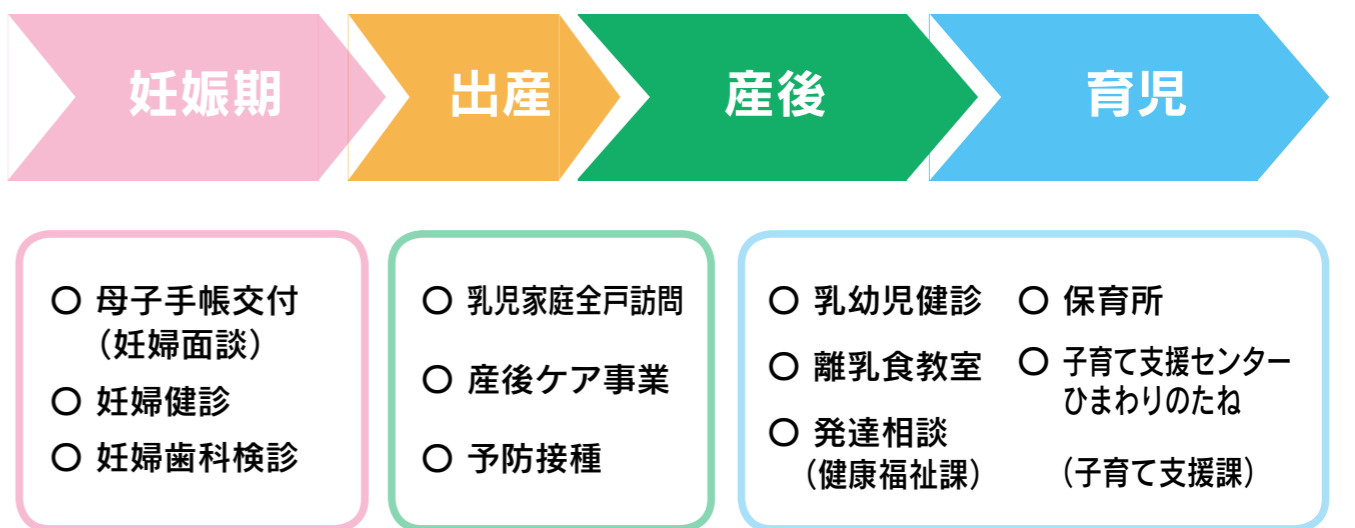 妊娠期
出産
産後
育児
〇 母子手帳交付
(妊婦面談)
〇 妊婦健診
〇 妊婦歯科検診
〇 乳児家庭全戸訪問
〇 産後ケア事業
〇 予防接種
〇 乳幼児健診
〇 離乳食教室
〇 発達相談
(健康福祉課)
〇 保育所
〇 子育て支援センター
ひまわりのたね
(子育て支援課)